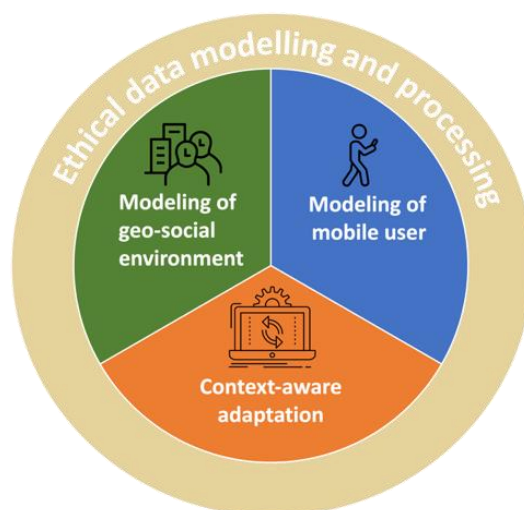 Ethical data modelling and processing
Modeling of
geo-social
environment
Modeling of
mobile user
Context-aware
adaptation